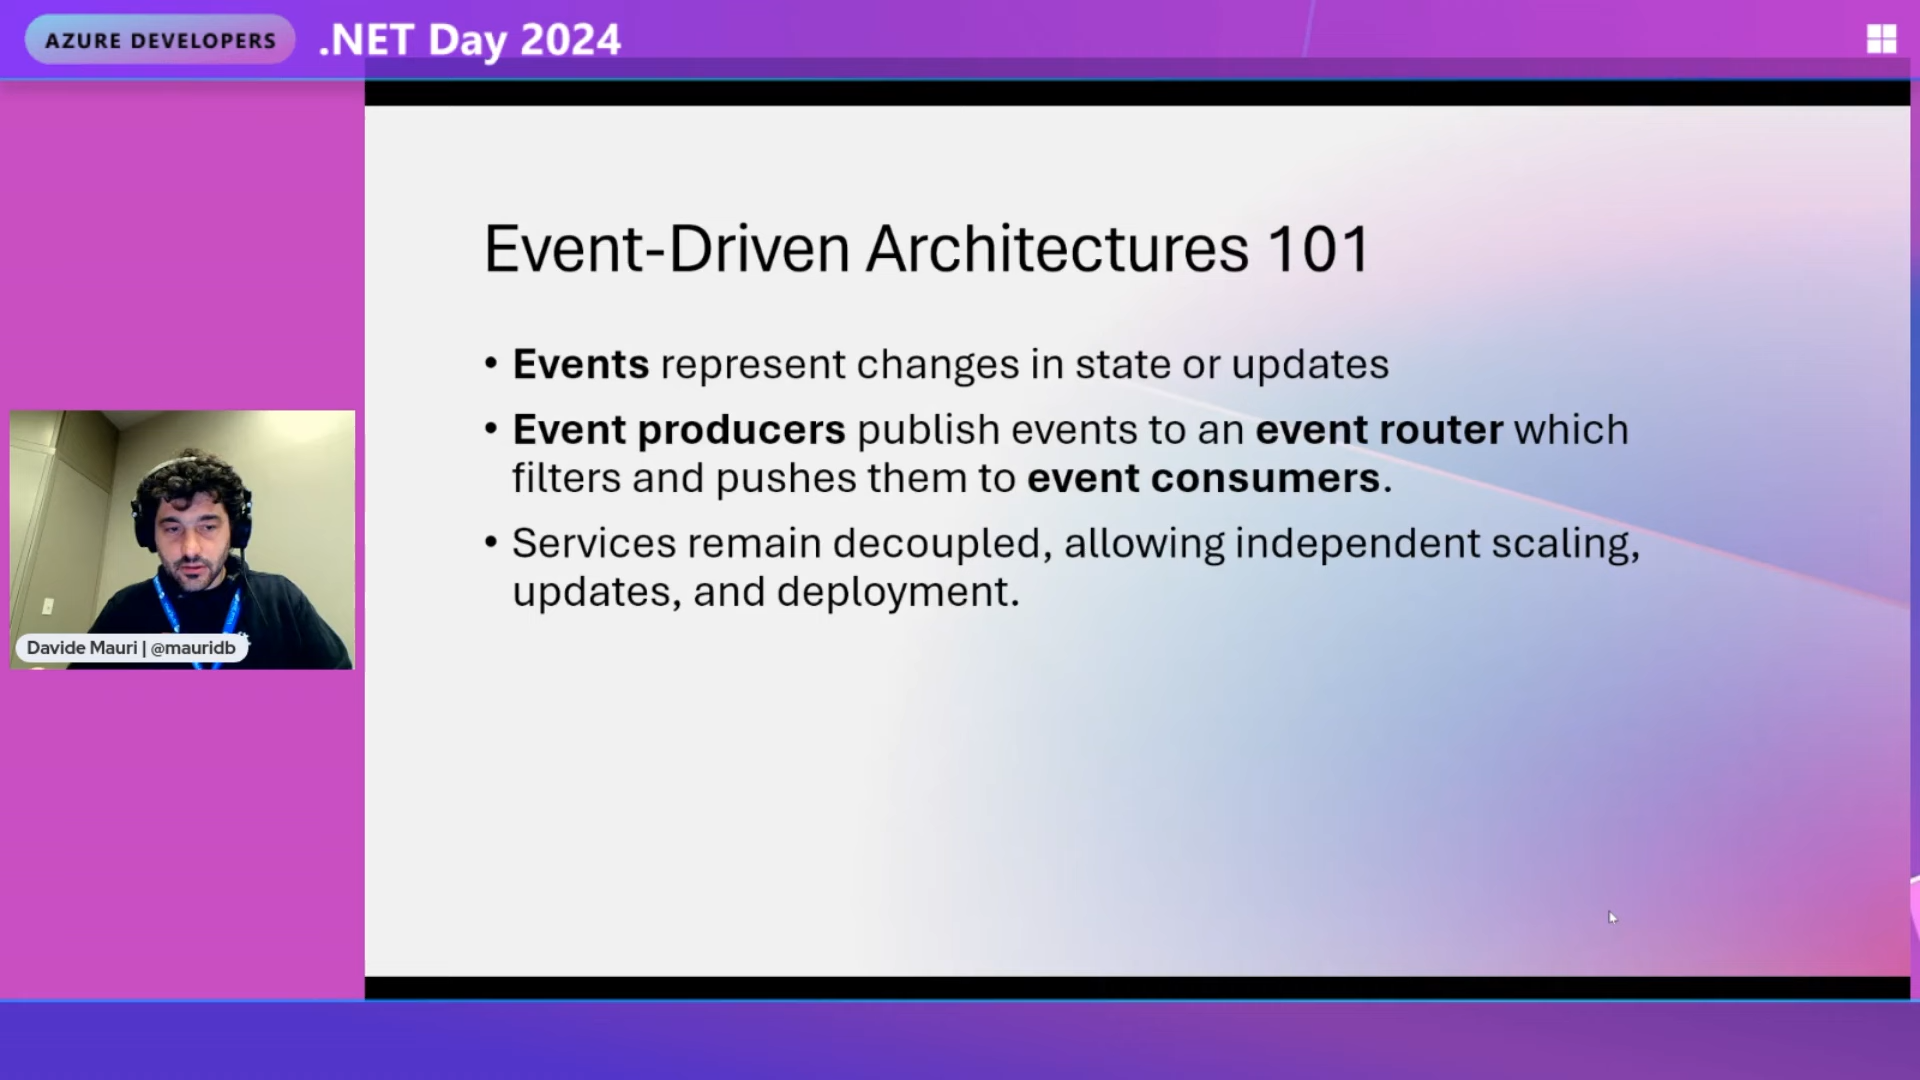 AZURE DEVELOPERS .NET Day 2024
Event-Driven Architectures 101
• Events represent changes in state or updates
• Event producers publish events to an event router which
filters and pushes them to event consumers.
• Services remain decoupled, allowing independent scaling,
updates, and deployment.
Davide Mauri | @mauridb